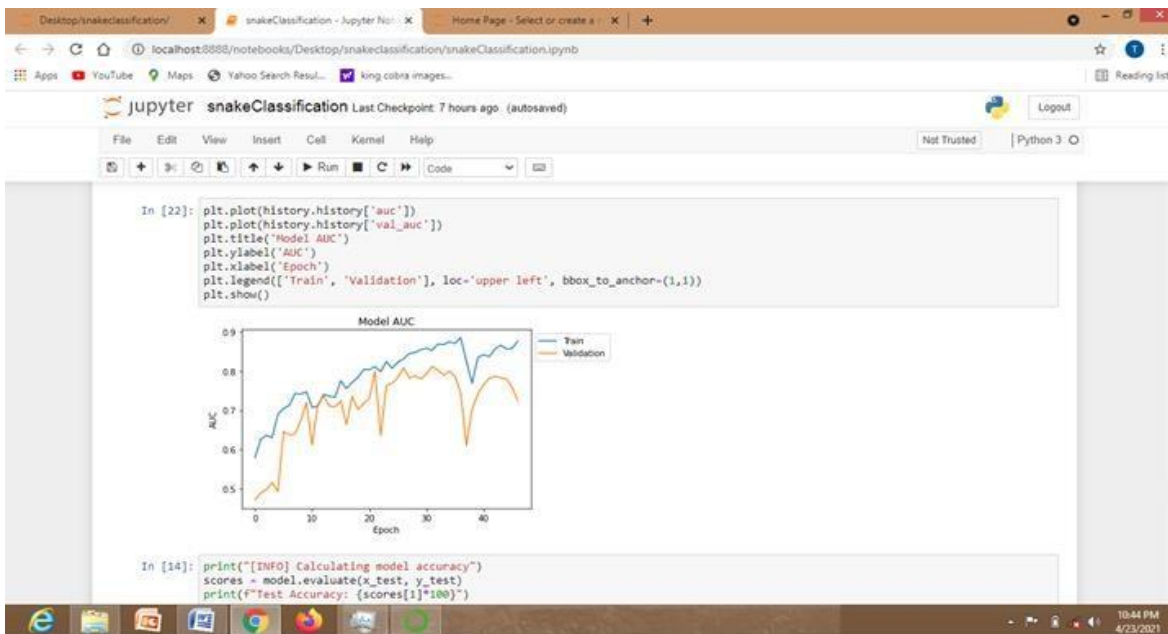 Desktop/snakeclassification/
snakeClassification - Jupyter Not
Home Page - Select or create a
localhost:8888/notebooks/Desktop/snakeclassification/snakeClassification.ipynb
T
Apps YouTube Maps Yahoo Search Resul... king cobra images... Reading list
jupyter snakeClassification Last Checkpoint: 7 hours ago (autosaved) Logout
File Edit View Insert Cell Kernel Help Not Trusted Python 3
Run Code
In [22]: plt.plot(history.history['auc'])
plt.plot(history.history['val_auc'])
plt.title('Model AUC')
plt.ylabel('AUC')
plt.xlabel('Epoch')
plt.legend(['Train', 'Validation'], loc='upper left', bbox_to_anchor=(1,1))
plt.show()
Model AUC
Train
Validation
0.9
0.8
0.7
0.6
0.5
AUC
0 10 20 30 40
Epoch
In [14]: print("[INFO] Calculating model accuracy")
scores = model.evaluate(x_test, y_test)
print(f"Test Accuracy: {scores[1]*100}")
10:44 PM
4/23/2021